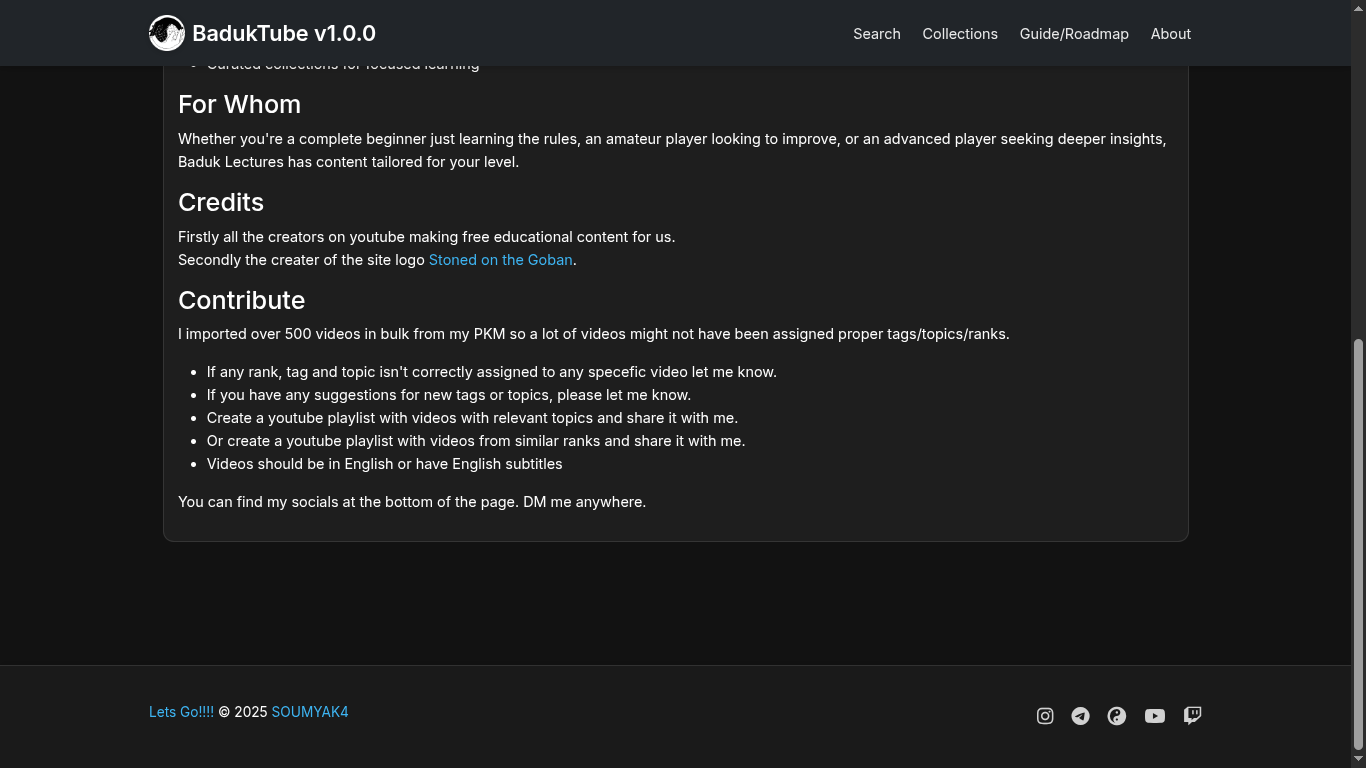 BadukTube v1.0.0
Search
Collections
Guide/Roadmap
About
Curated collections for focused learning
For Whom
Whether you're a complete beginner just learning the rules, an amateur player looking to improve, or an advanced player seeking deeper insights,
Baduk Lectures has content tailored for your level.
Credits
Firstly all the creators on youtube making free educational content for us.
Secondly the creater of the site logo Stoned on the Goban.
Contribute
I imported over 500 videos in bulk from my PKM so a lot of videos might not have been assigned proper tags/topics/ranks.
If any rank, tag and topic isn't correctly assigned to any specefic video let me know.
If you have any suggestions for new tags or topics, please let me know.
Create a youtube playlist with videos with relevant topics and share it with me.
Or create a youtube playlist with videos from similar ranks and share it with me.
Videos should be in English or have English subtitles
You can find my socials at the bottom of the page. DM me anywhere.
Lets Go!!!! © 2025 SOUMYAK4